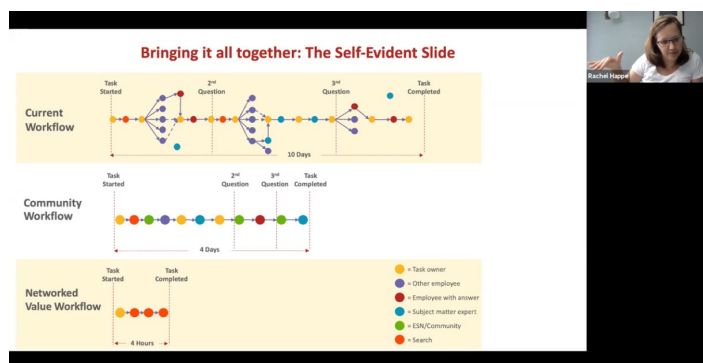 Bringing it all together: The Self-Evident Slide
Rachel Happe
Current
Workflow
Task
Started
2nd
Question
3rd
Question
Task
Completed
10 Days
Community
Workflow
Task
Started
2nd
Question
3rd
Question
Task
Completed
4 Days
Networked
Value Workflow
Task
Started
Task
Completed
4 Hours
= Task owner
= Other employee
= Employee with answer
= Subject matter expert
= ESN/Community
= Search